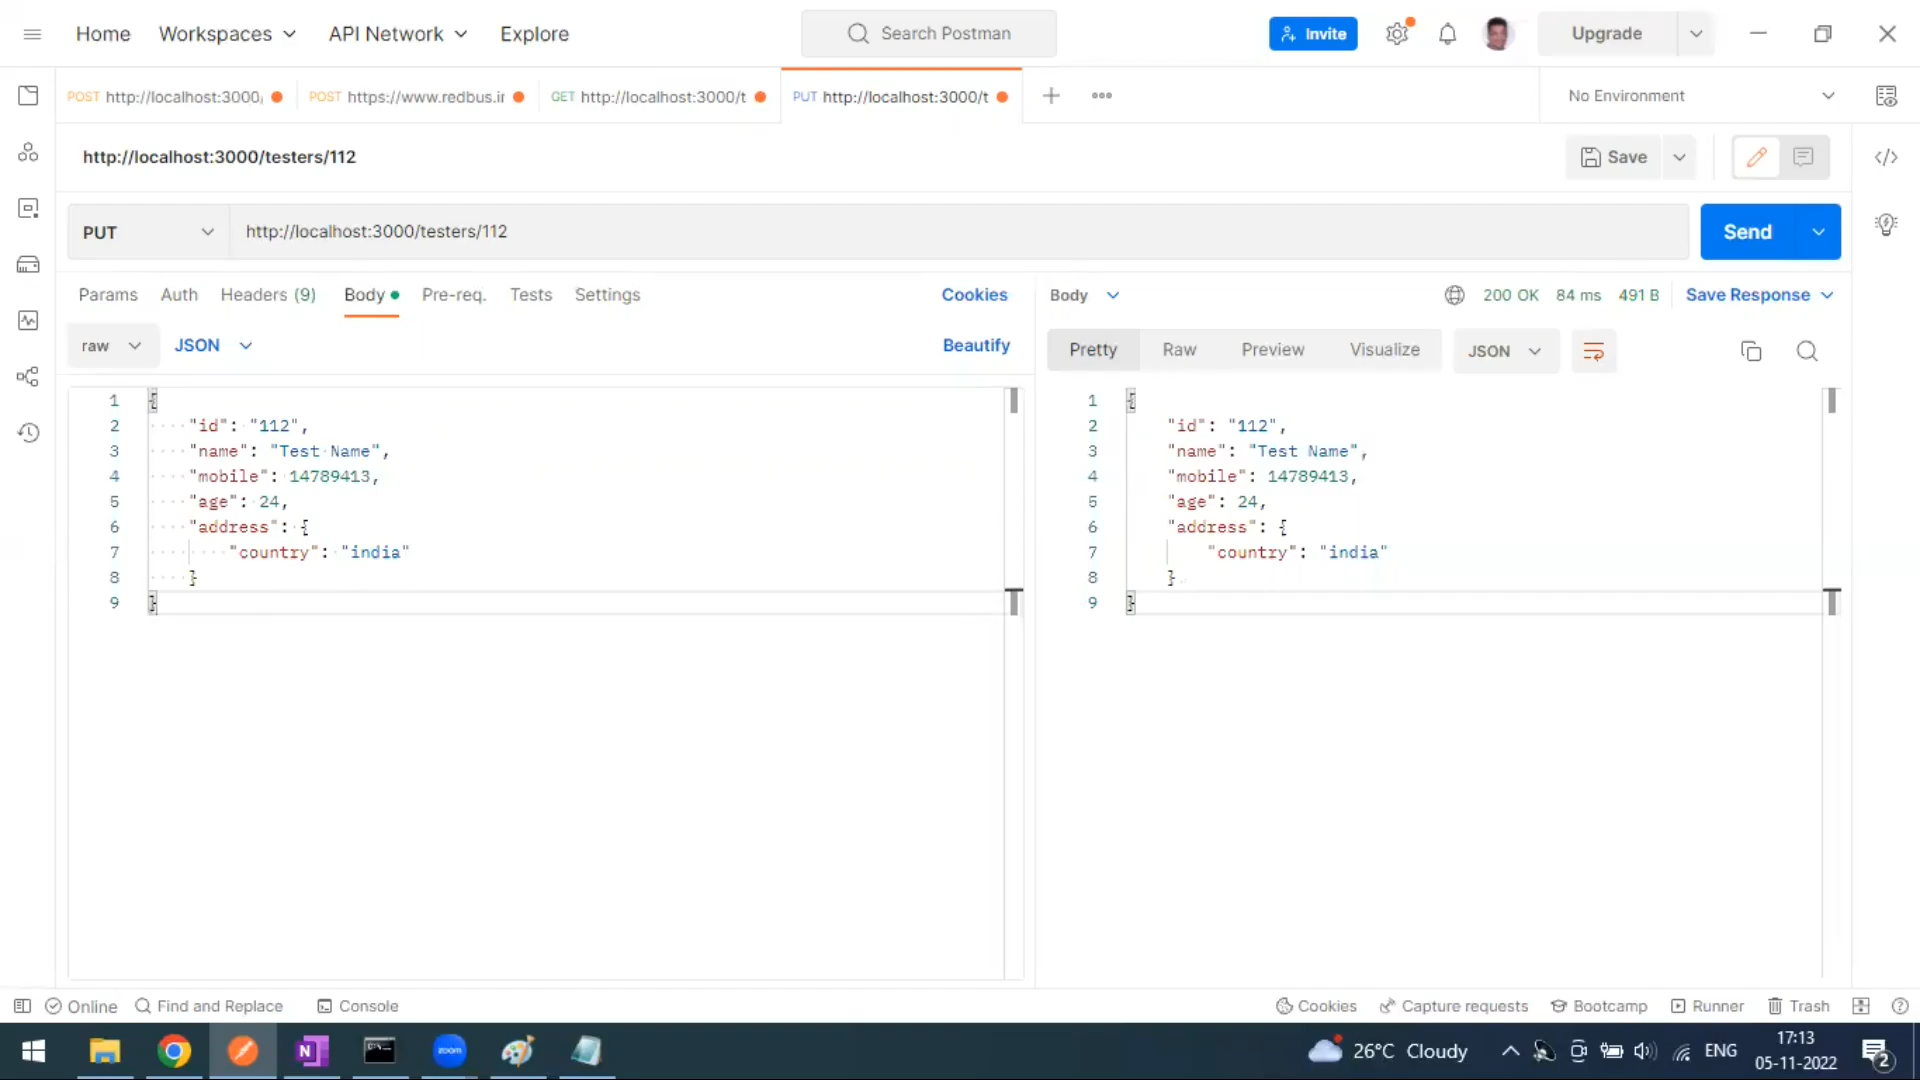 Home Workspaces API Network Explore Search Postman Invite Upgrade
POST http://localhost:3000, POST https://www.redbus.ir GET http://localhost:3000/t PUT http://localhost:3000/t No Environment
http://localhost:3000/testers/112 Save
PUT http://localhost:3000/testers/112 Send
Params Auth Headers (9) Body Pre-req. Tests Settings Cookies
raw JSON Beautify
1 {
2 "id": "112",
3 "name": "Test Name",
4 "mobile": 14789413,
5 "age": 24,
6 "address": {
7 "country": "india"
8 }
9 }
Body 200 OK 84 ms 491 B Save Response
Pretty Raw Preview Visualize JSON
1 {
2 "id": "112",
3 "name": "Test Name",
4 "mobile": 14789413,
5 "age": 24,
6 "address": {
7 "country": "india"
8 }
9 }
Online Find and Replace Console Cookies Capture requests Bootcamp Runner Trash
N zoom 26°C Cloudy ENG 17:13
05-11-2022 2